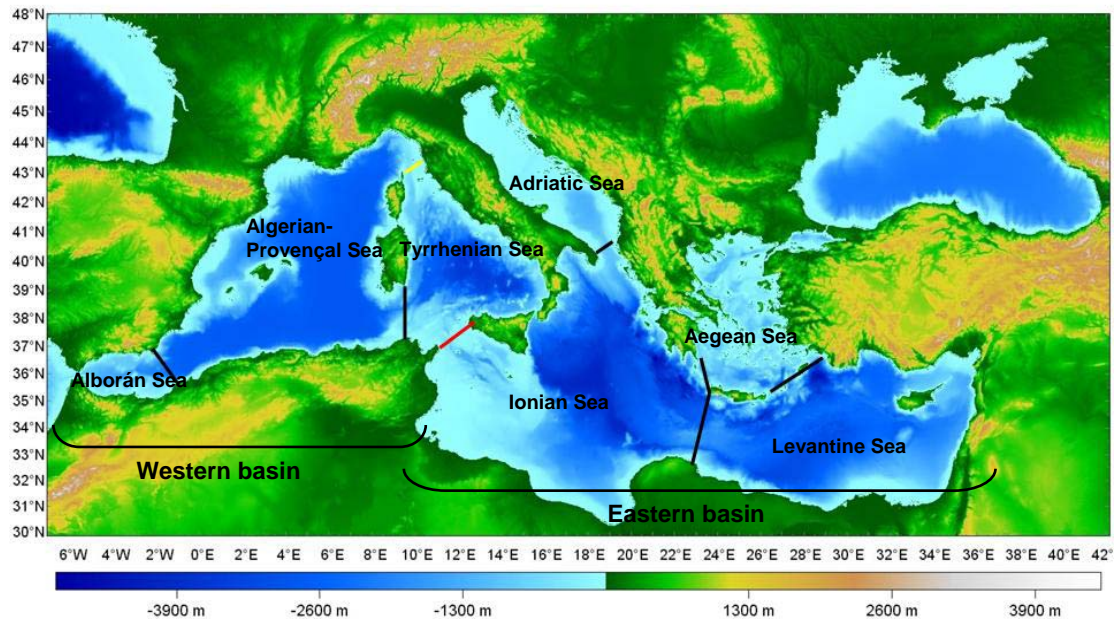 48°N
46°N
45°N
44°N
43°N
42°N
41°N
40°N
39°N
38°N
37°N
36°N
35°N
34°N
33°N
32°N
31°N
30°N
Adriatic Sea
Algerian-
Provençal Sea
Tyrrhenian Sea
Aegean Sea
Alborán Sea
Ionian Sea
Levantine Sea
Western basin
Eastern basin
6°W 4°W 2°W 0°E 2°E 4°E 6°E 8°E 10°E 12°E 14°E 16°E 18°E 20°E 22°E 24°E 26°E 28°E 30°E 32°E 34°E 36°E 38°E 40°E 42°
-3900 m -2600 m -1300 m 1300 m 2600 m 3900 m